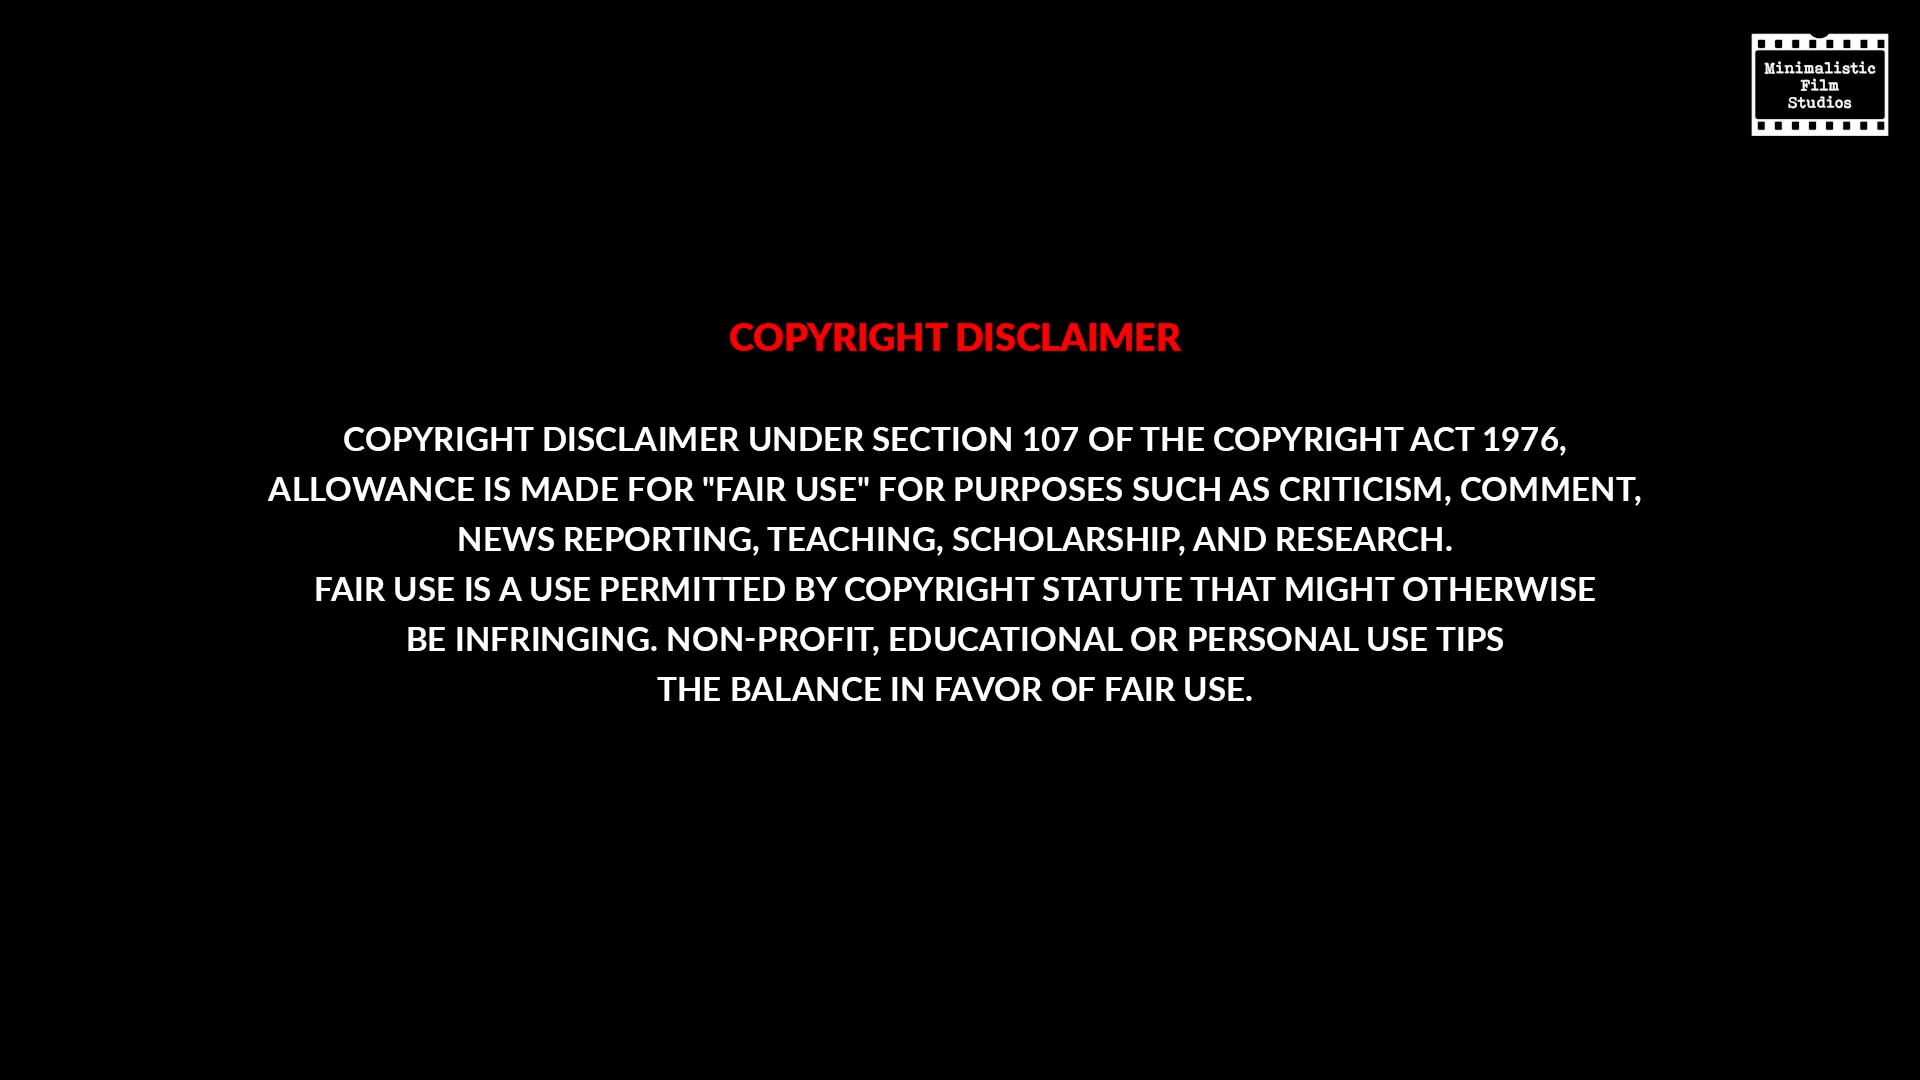 Minimalistic
Film
Studios
COPYRIGHT DISCLAIMER
COPYRIGHT DISCLAIMER UNDER SECTION 107 OF THE COPYRIGHT ACT 1976,
ALLOWANCE IS MADE FOR "FAIR USE" FOR PURPOSES SUCH AS CRITICISM, COMMENT,
NEWS REPORTING, TEACHING, SCHOLARSHIP, AND RESEARCH.
FAIR USE IS A USE PERMITTED BY COPYRIGHT STATUTE THAT MIGHT OTHERWISE
BE INFRINGING. NON-PROFIT, EDUCATIONAL OR PERSONAL USE TIPS
THE BALANCE IN FAVOR OF FAIR USE.